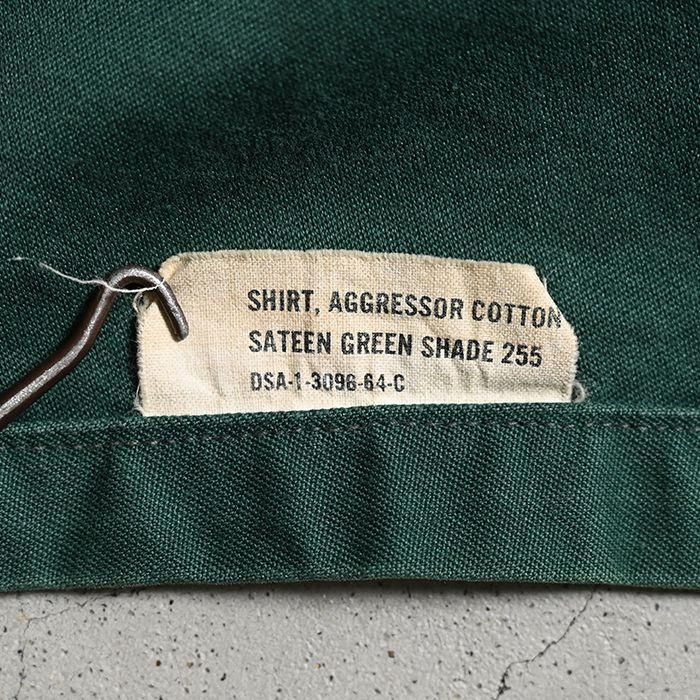 SHIRT, AGGRESSOR COTTON
SATEEN GREEN SHADE 255
DSA-1-3096-64-C